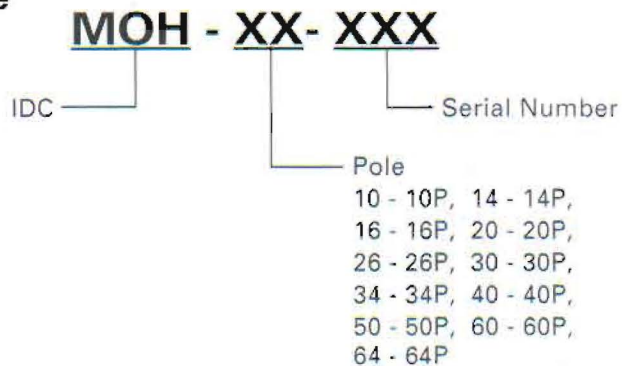 MOH - XX- XXX
IDC
Serial Number
Pole
10 - 10P, 14 - 14P,
16 - 16P, 20 - 20P,
26 - 26P, 30 - 30P,
34 - 34P, 40 - 40P,
50 - 50P, 60 - 60P,
64 - 64P